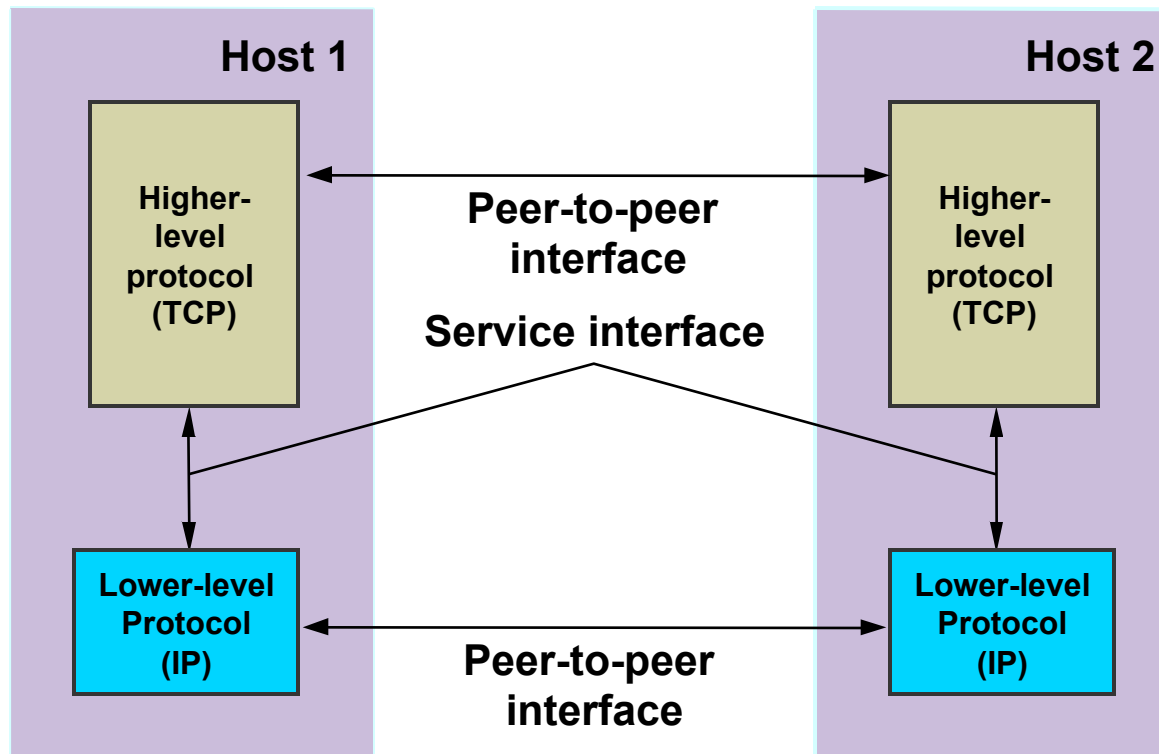 Host 1
Host 2
Higher-
level
protocol
(TCP)
Peer-to-peer
interface
Higher-
level
protocol
(TCP)
Service interface
Lower-level
Protocol
(IP)
Peer-to-peer
interface
Lower-level
Protocol
(IP)